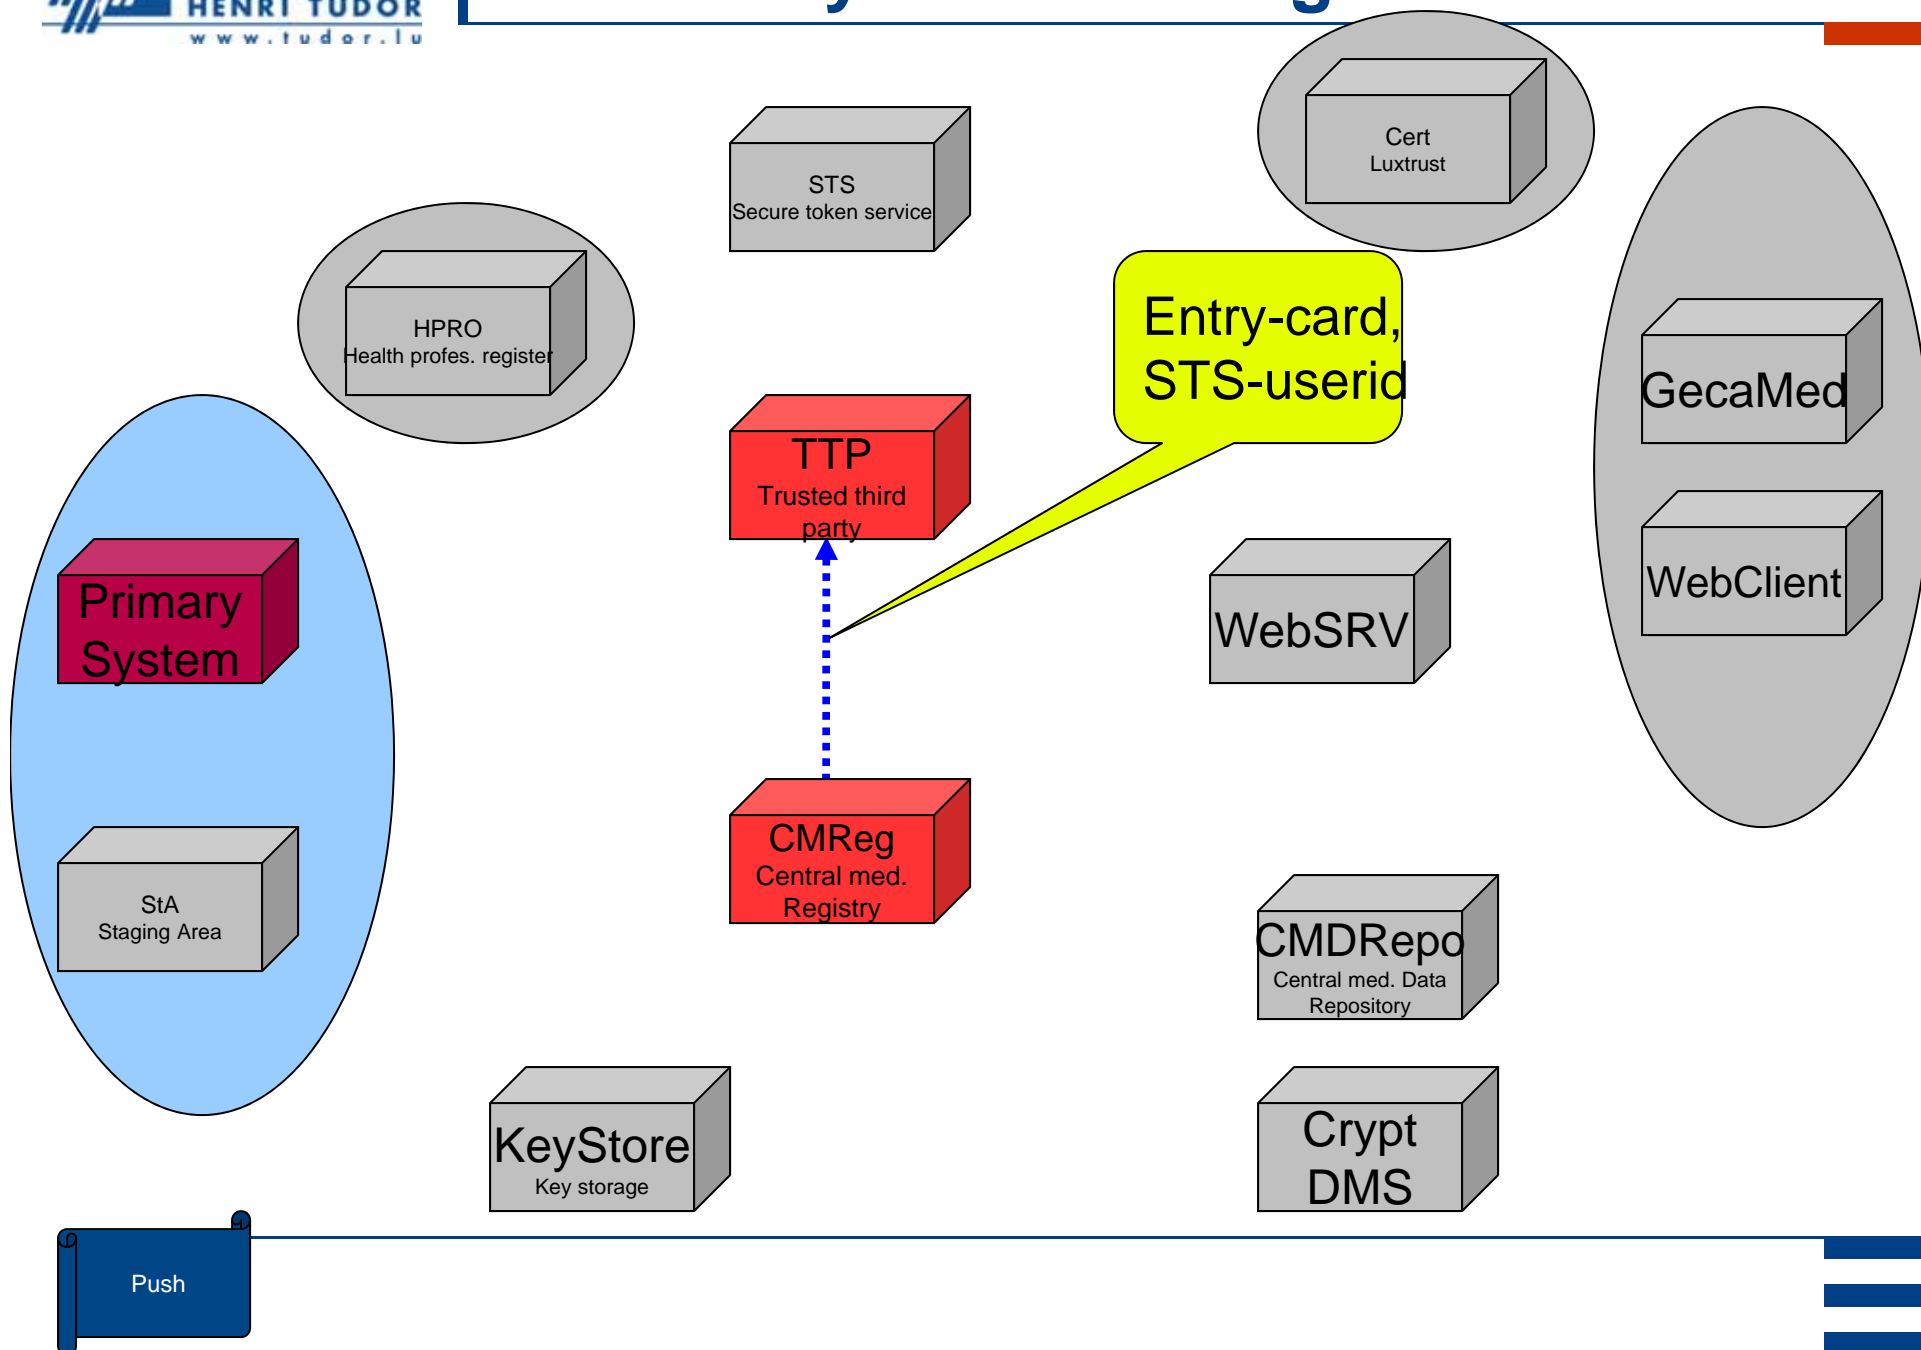 HENRI TUDOR
www.tudor.lu
Cert
Luxtrust
STS
Secure token service
HPRO
Health profes. register
Entry-card,
STS-userid
GecaMed
TTP
Trusted third
party
WebClient
Primary
System
WebSRV
CMReg
Central med.
Registry
StA
Staging Area
CMDRepo
Central med. Data
Repository
KeyStore
Key storage
Crypt
DMS
Push